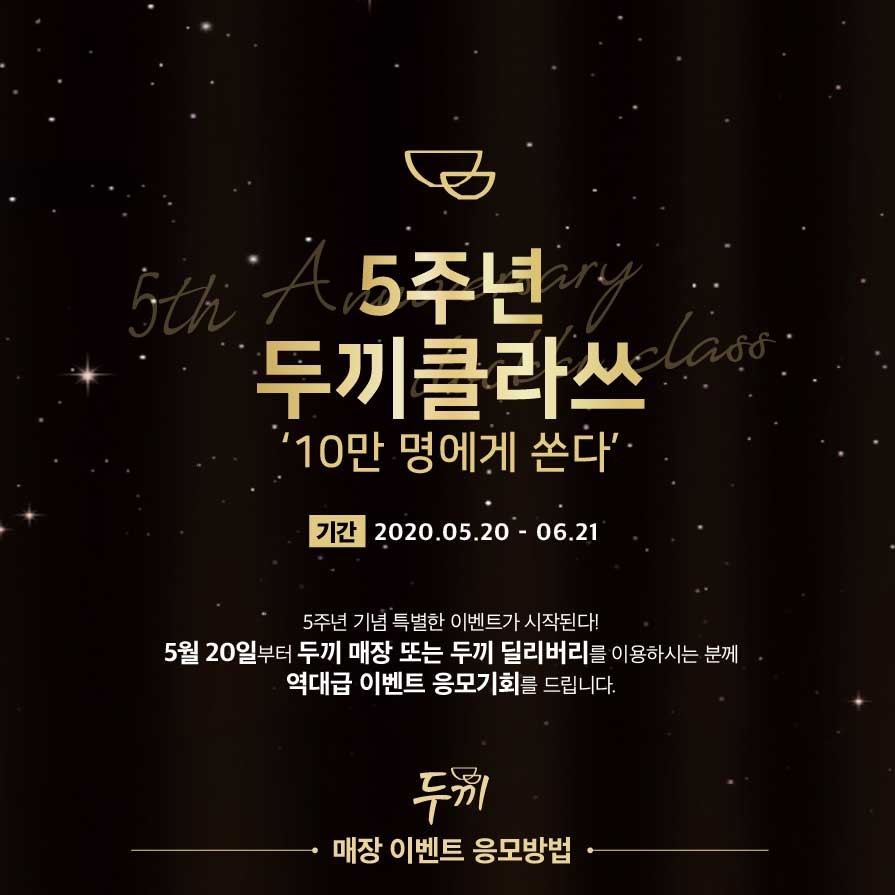 5th Anniversary
dookki class
5주년
두끼클라쓰
‘10만 명에게 쏜다’
기간 2020.05.20 - 06.21
5주년 기념 특별한 이벤트가 시작된다!
5월 20일부터 두끼 매장 또는 두끼 딜리버리를 이용하시는 분께
역대급 이벤트 응모기회를 드립니다.
두끼
매장 이벤트 응모방법